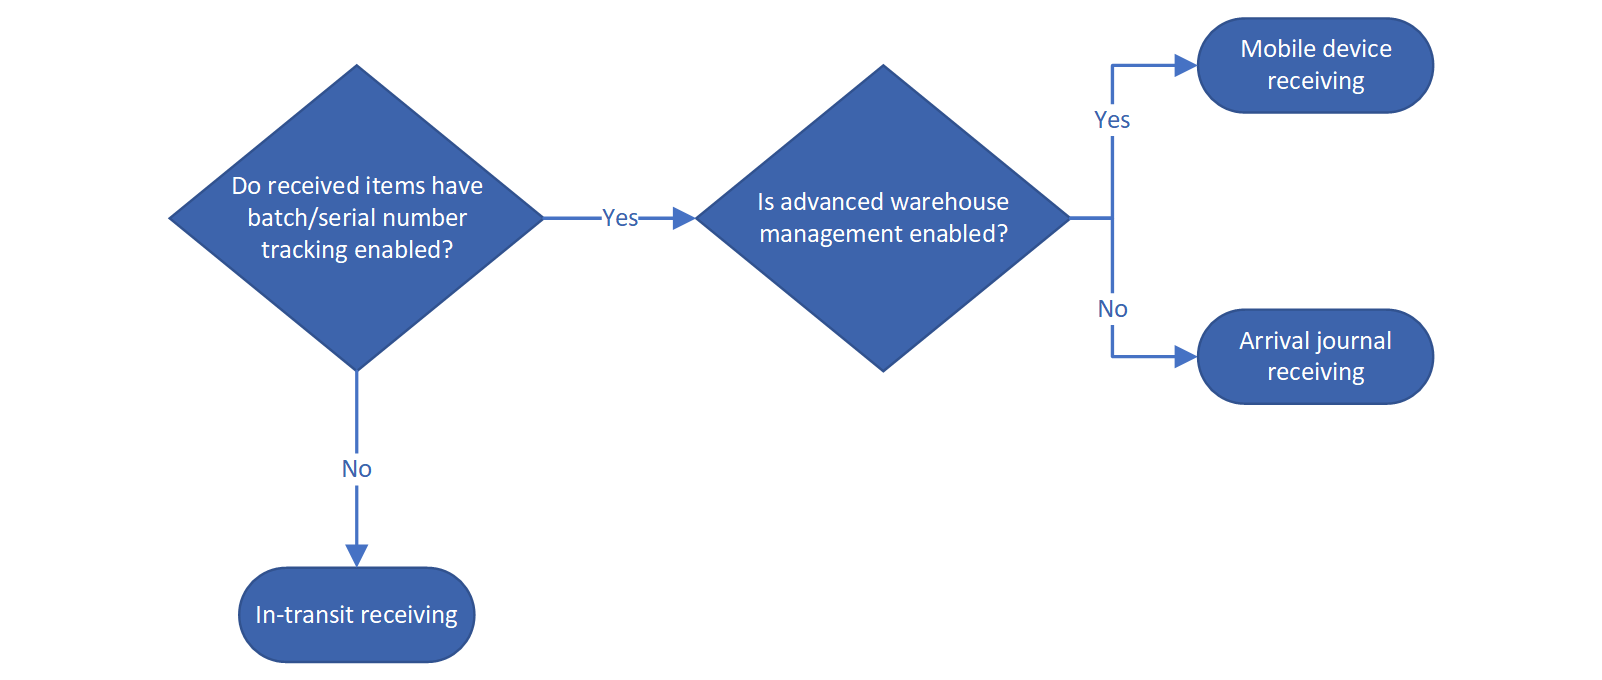 Do received items have
batch/serial number
tracking enabled?
Yes
Is advanced warehouse
management enabled?
Yes
Mobile device
receiving
No
Arrival journal
receiving
No
In-transit receiving